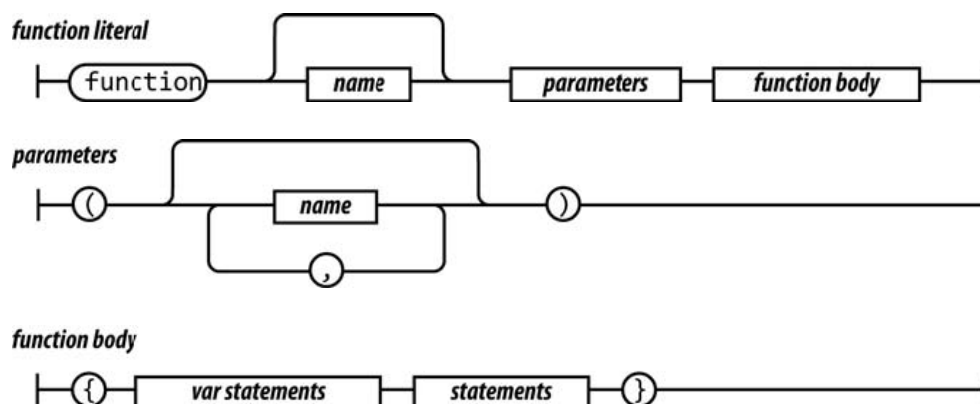 function literal
function name parameters function body
parameters
( name )
,
function body
{ var statements statements }